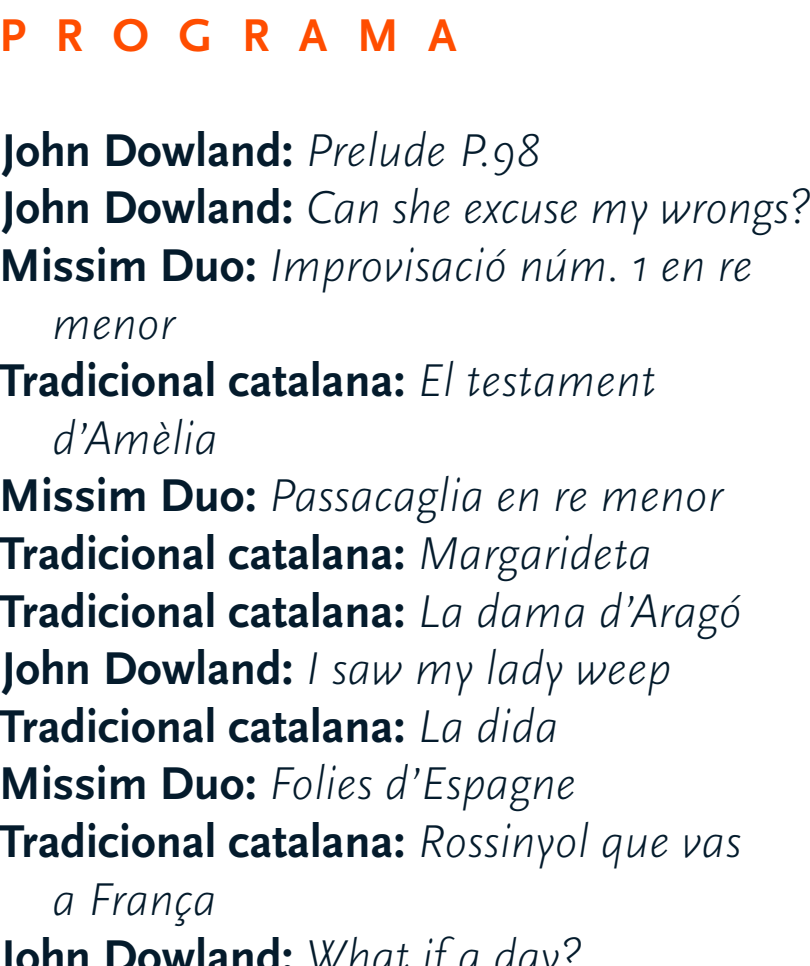 PROGRAMA
John Dowland: Prelude P.98
John Dowland: Can she excuse my wrongs?
Missim Duo: Improvisació núm. 1 en re
menor
Tradicional catalana: El testament
d’Amèlia
Missim Duo: Passacaglia en re menor
Tradicional catalana: Margarideta
Tradicional catalana: La dama d’Aragó
John Dowland: I saw my lady weep
Tradicional catalana: La dida
Missim Duo: Folies d’Espagne
Tradicional catalana: Rossinyol que vas
a França
John Dowland: What if a day?